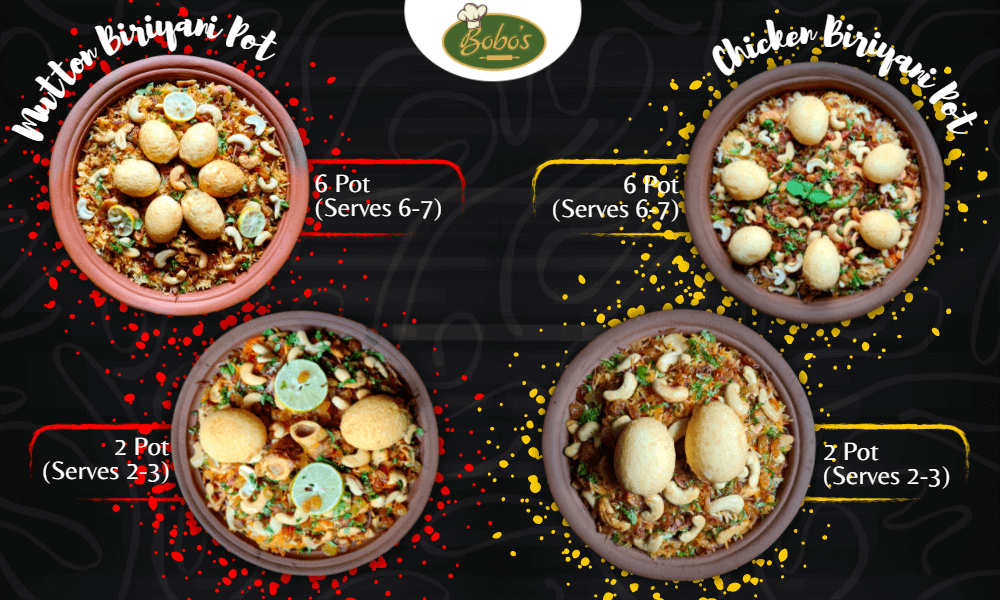 Bobo's
Mutton Biriyani Pot
Chicken Biriyani Pot
6 Pot
(Serves 6-7)
6 Pot
(Serves 6-7)
2 Pot
(Serves 2-3)
2 Pot
(Serves 2-3)